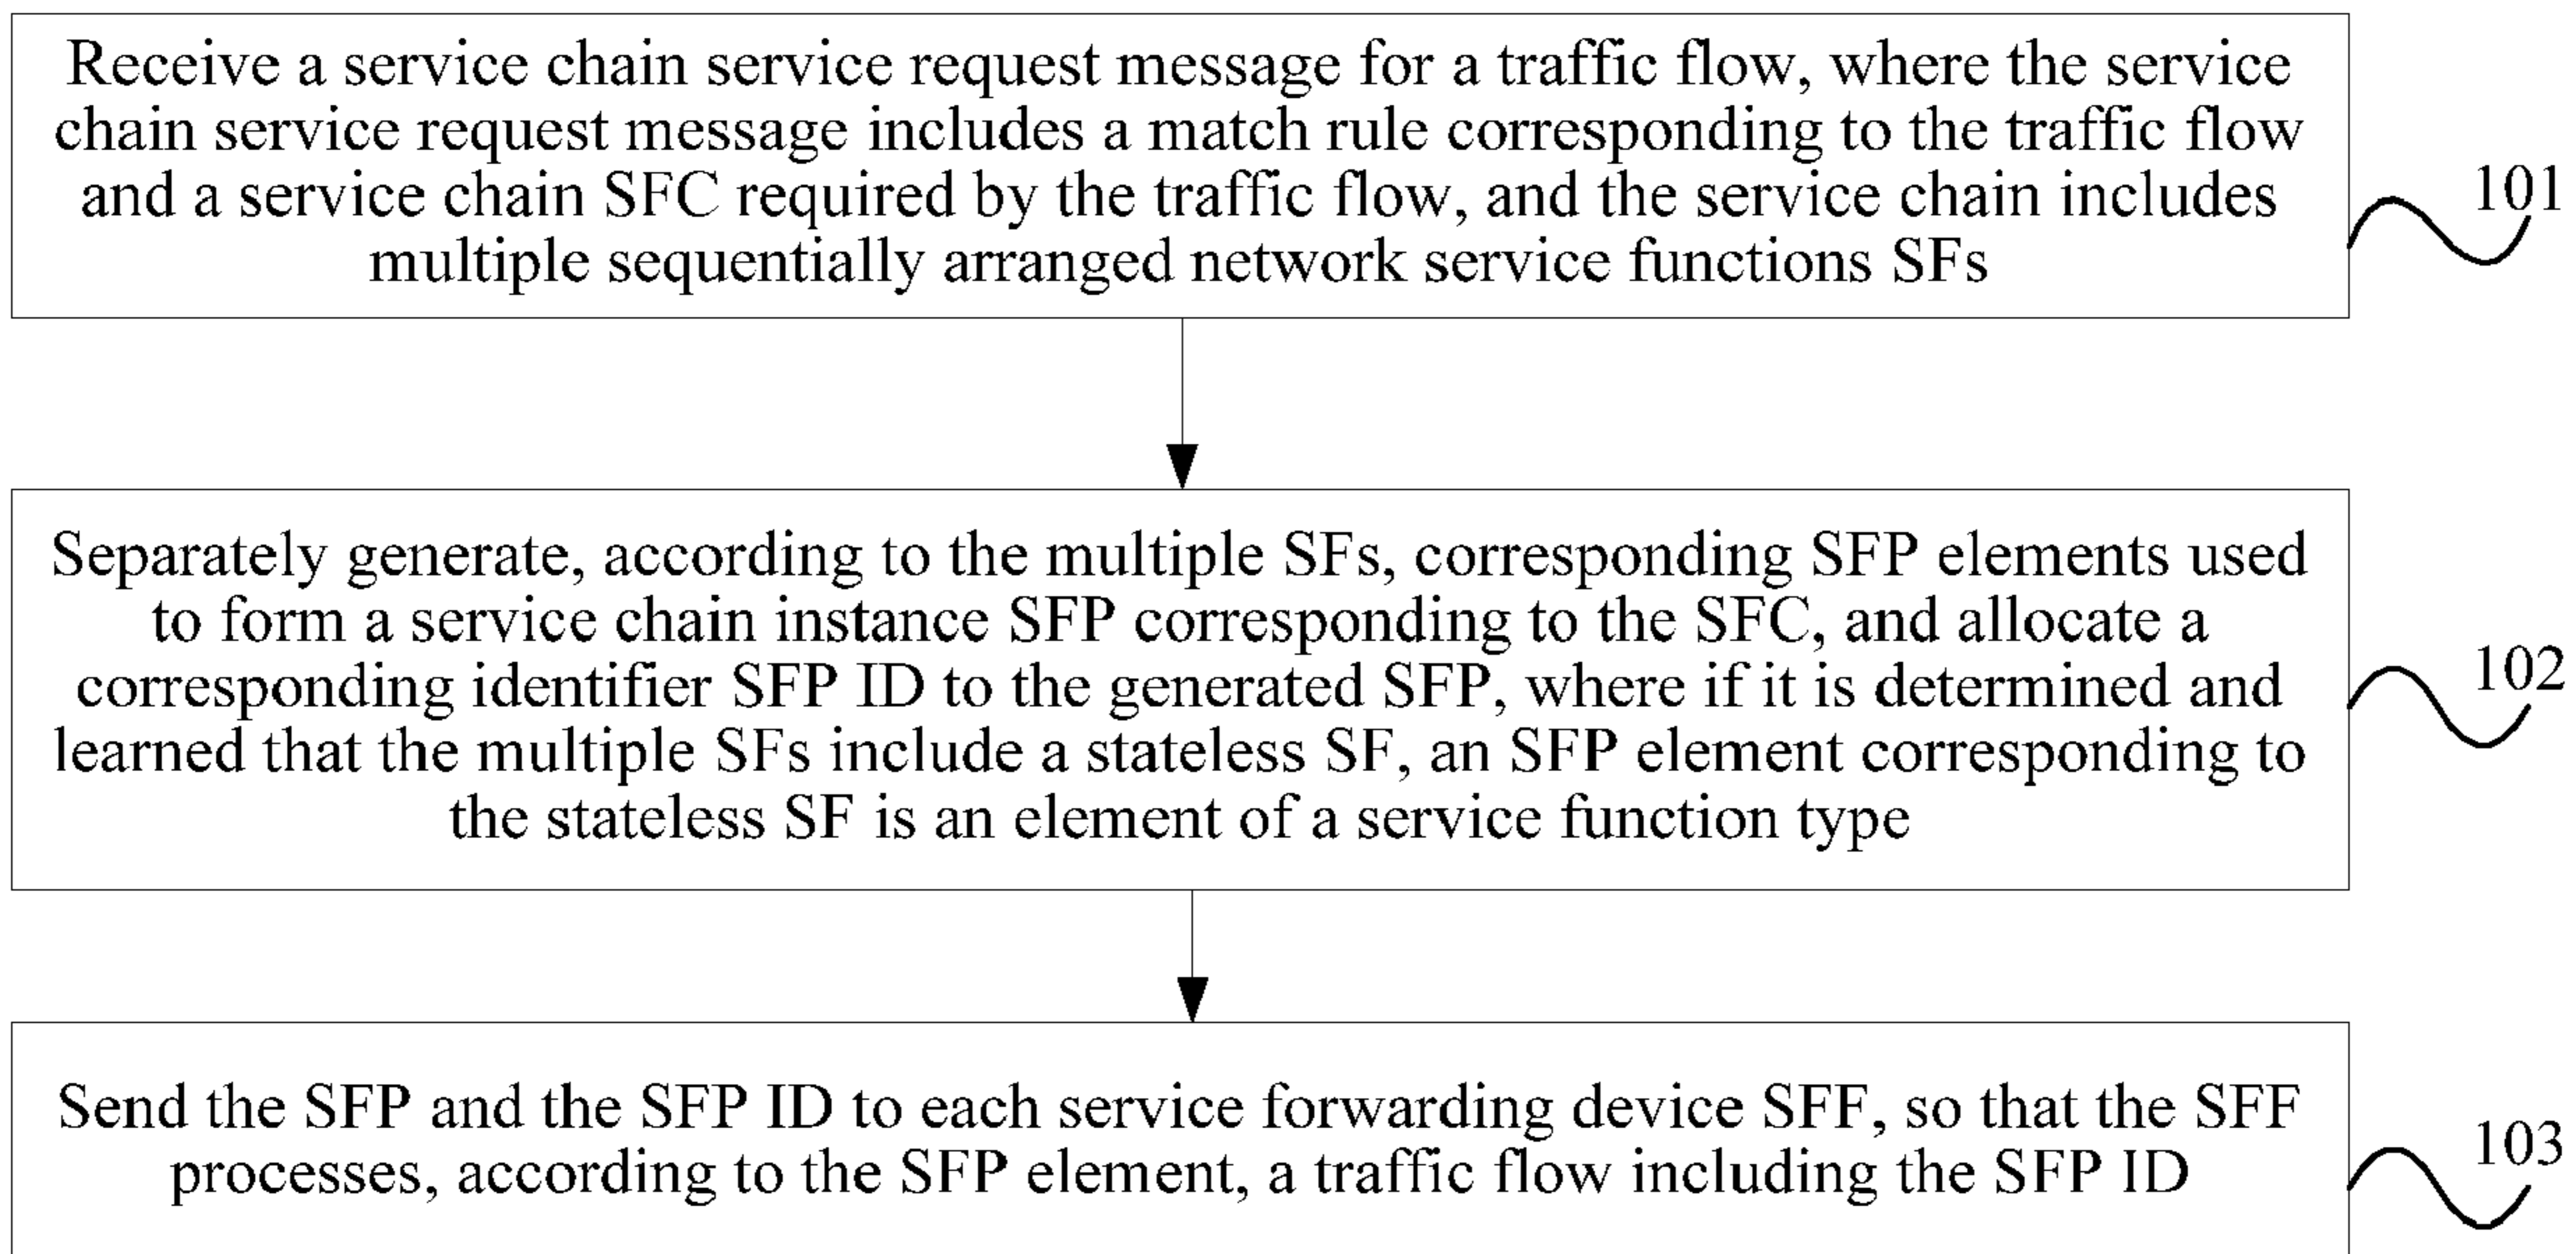 Receive a service chain service request message for a traffic flow, where the service
chain service request message includes a match rule corresponding to the traffic flow
and a service chain SFC required by the traffic flow, and the service chain includes
multiple sequentially arranged network service functions SFs
101
Separately generate, according to the multiple SFs, corresponding SFP elements used
to form a service chain instance SFP corresponding to the SFC, and allocate a
corresponding identifier SFP ID to the generated SFP, where if it is determined and
learned that the multiple SFs include a stateless SF, an SFP element corresponding to
the stateless SF is an element of a service function type
102
Send the SFP and the SFP ID to each service forwarding device SFF, so that the SFF
processes, according to the SFP element, a traffic flow including the SFP ID
103